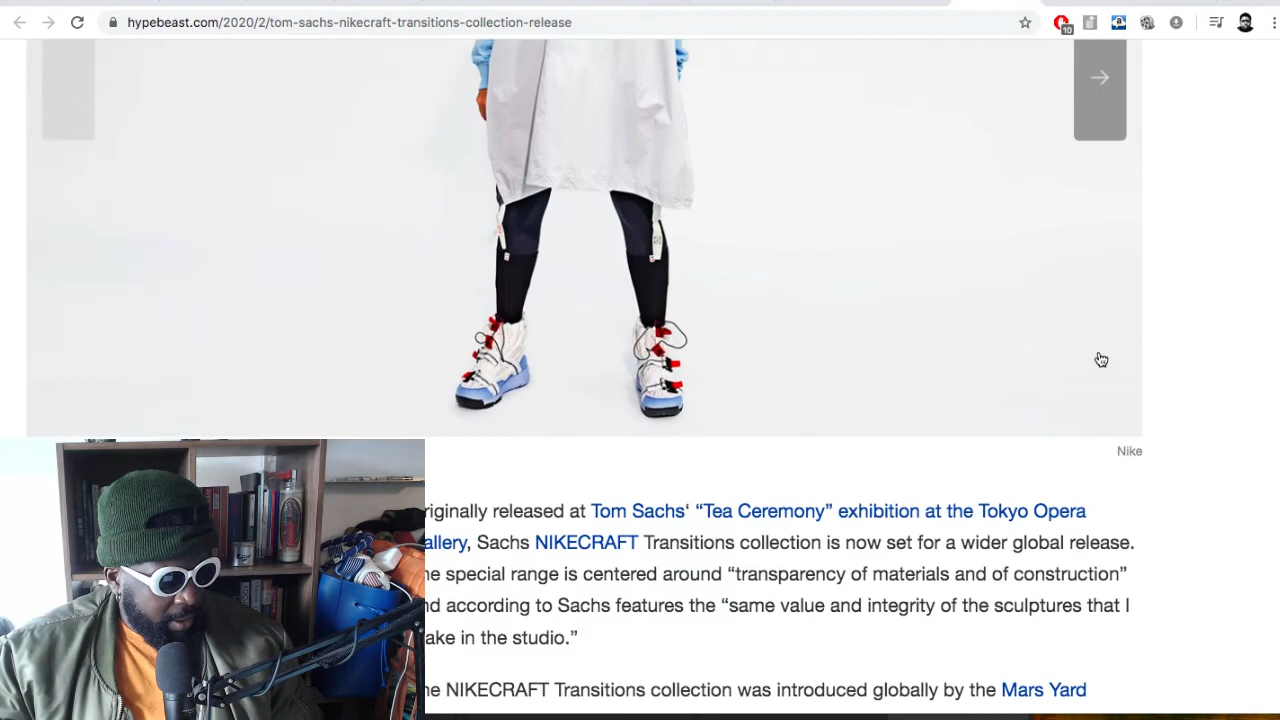 hypebeast.com/2020/2/tom-sachs-nikecraft-transitions-collection-release
10
Nike
riginally released at Tom Sachs‘ “Tea Ceremony” exhibition at the Tokyo Opera
allery, Sachs NIKECRAFT Transitions collection is now set for a wider global release.
he special range is centered around “transparency of materials and of construction”
nd according to Sachs features the “same value and integrity of the sculptures that I
ake in the studio.”
he NIKECRAFT Transitions collection was introduced globally by the Mars Yard